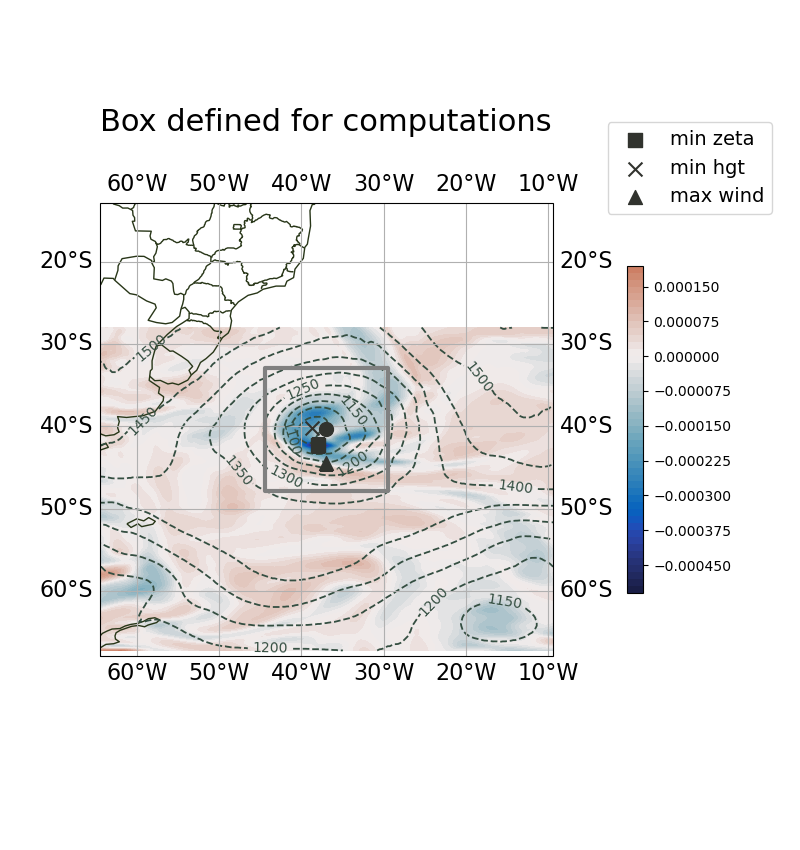 Box defined for computations
min zeta
min hgt
max wind
60°W 50°W 40°W 30°W 20°W 10°W
20°S 20°S
30°S 30°S
40°S 40°S
50°S 50°S
60°S 60°S
60°W 50°W 40°W 30°W 20°W 10°W
0.000150
0.000075
0.000000
−0.000075
−0.000150
−0.000225
−0.000300
−0.000375
−0.000450
1500
1500
1450
1250
1150
1350
1300
1200
1400
1200
1150
1200